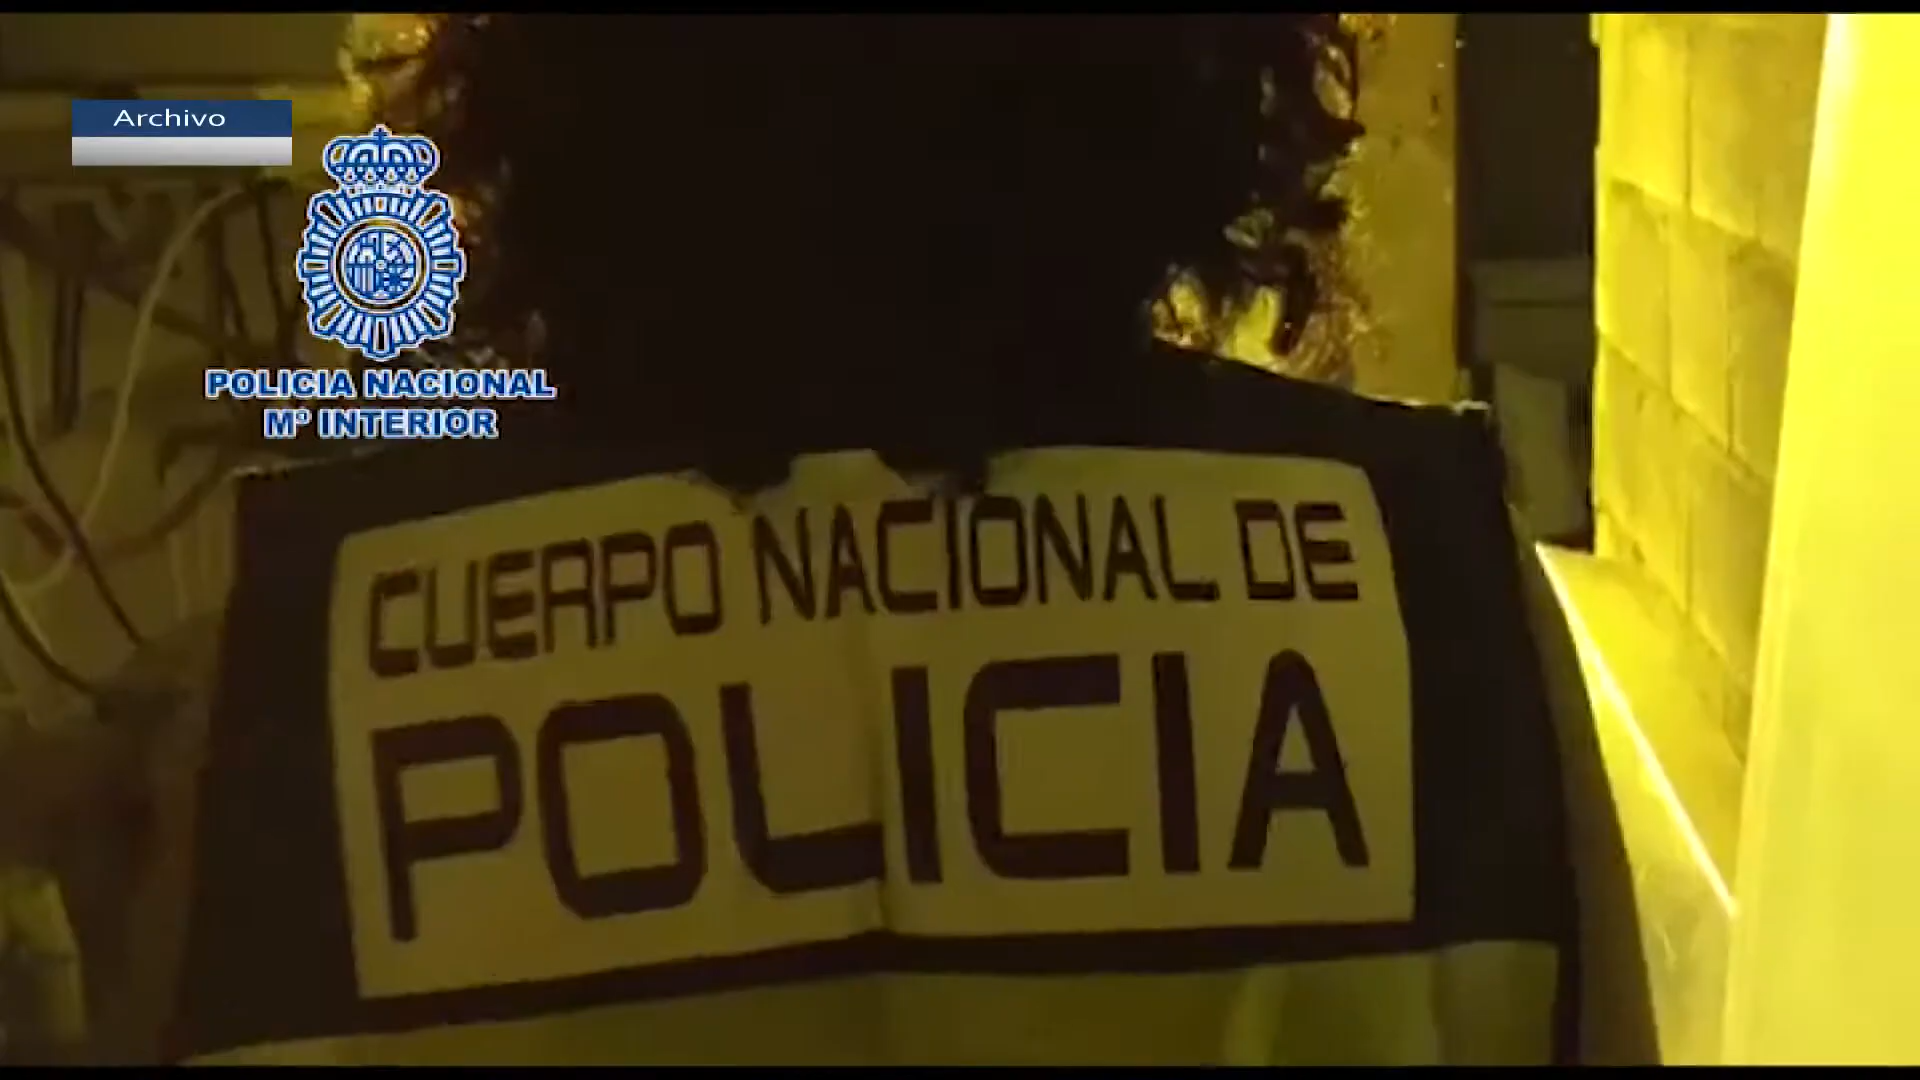 Archivo
POLICIA NACIONAL
Mº INTERIOR
CUERPO NACIONAL DE
POLICIA